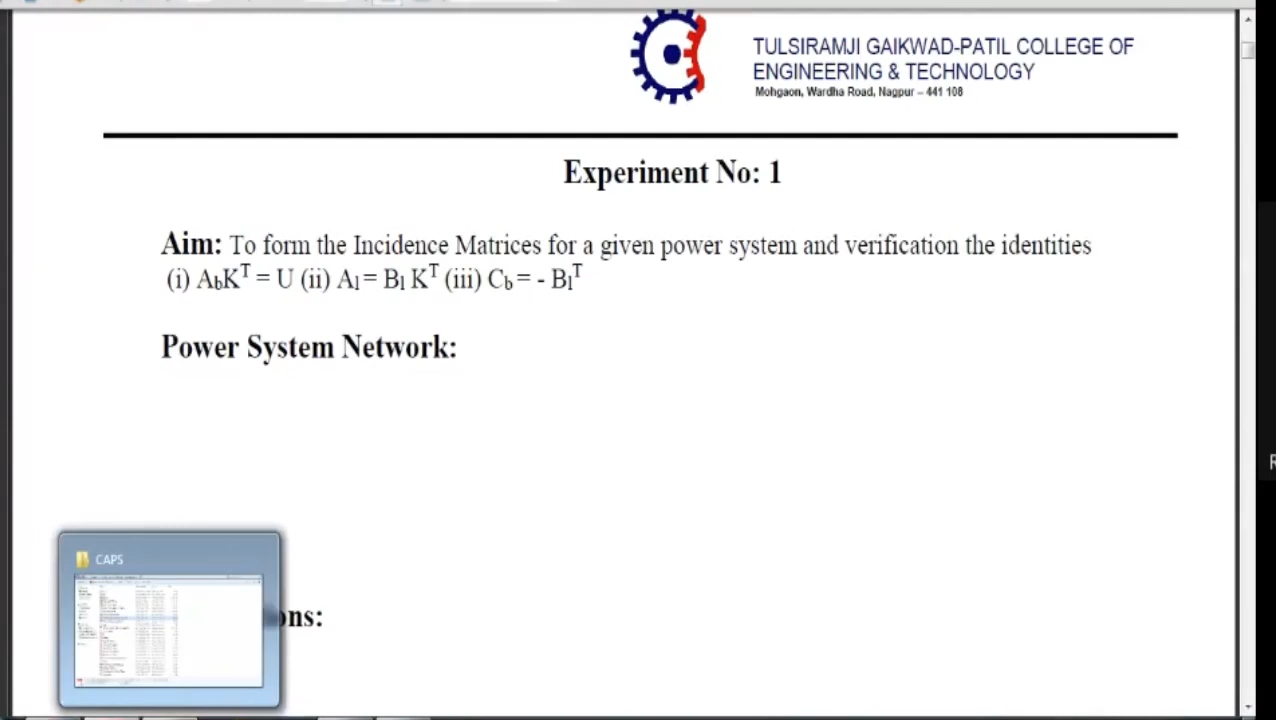 TULSIRAMJI GAIKWAD-PATIL COLLEGE OF
ENGINEERING & TECHNOLOGY
Mohgaon, Wardha Road, Nagpur – 441 108
Experiment No: 1
Aim: To form the Incidence Matrices for a given power system and verification the identities
(i) AbKᵀ = U (ii) Al = Bl Kᵀ (iii) Cb = - Blᵀ
Power System Network:
CAPS
ons: